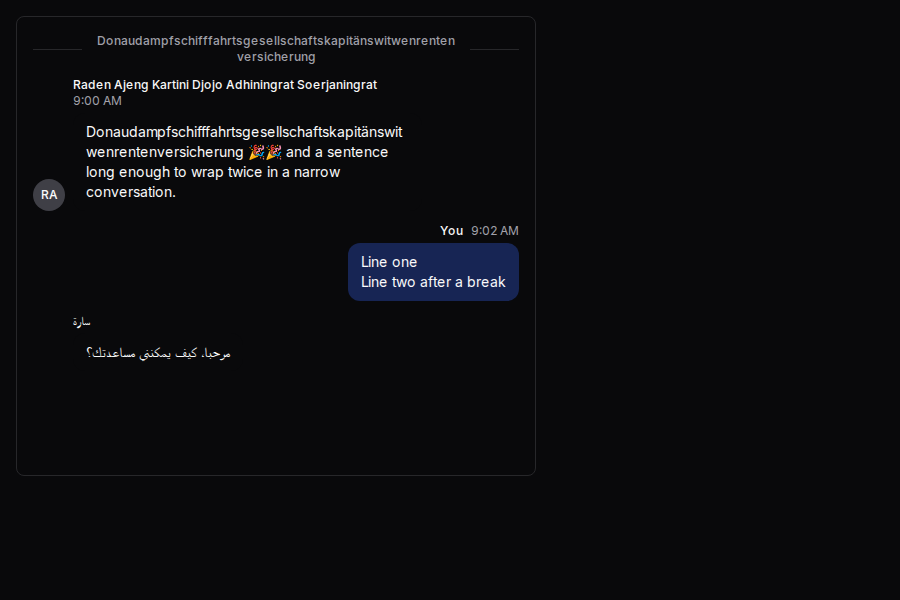 Donaudampfschifffahrtsgesellschaftskapitänswitwenrenten
versicherung
Raden Ajeng Kartini Djojo Adhiningrat Soerjaningrat
9:00 AM
Donaudampfschifffahrtsgesellschaftskapitänswit
wenrentenversicherung 🎉🎉 and a sentence
long enough to wrap twice in a narrow
conversation.
RA
You 9:02 AM
Line one
Line two after a break
سارة
مرحبا، كيف يمكنني مساعدتك؟